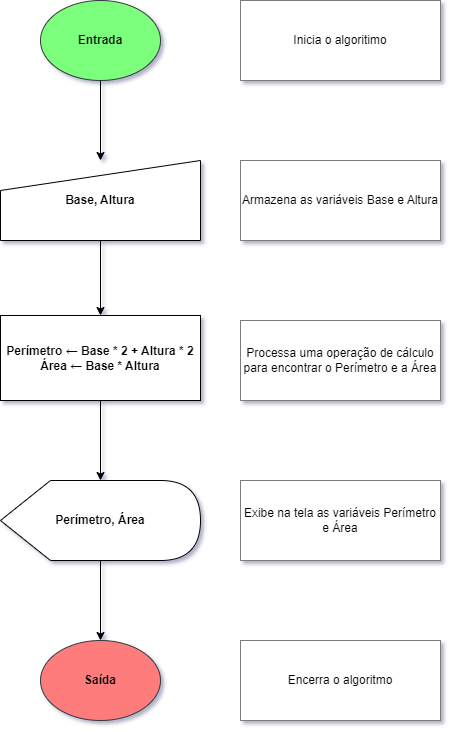 Entrada
Inicia o algoritimo
Base, Altura
Armazena as variáveis Base e Altura
Perímetro ← Base * 2 + Altura * 2
Área ← Base * Altura
Processa uma operação de cálculo
para encontrar o Perímetro e a Área
Perímetro, Área
Exibe na tela as variáveis Perímetro
e Área
Saída
Encerra o algoritmo